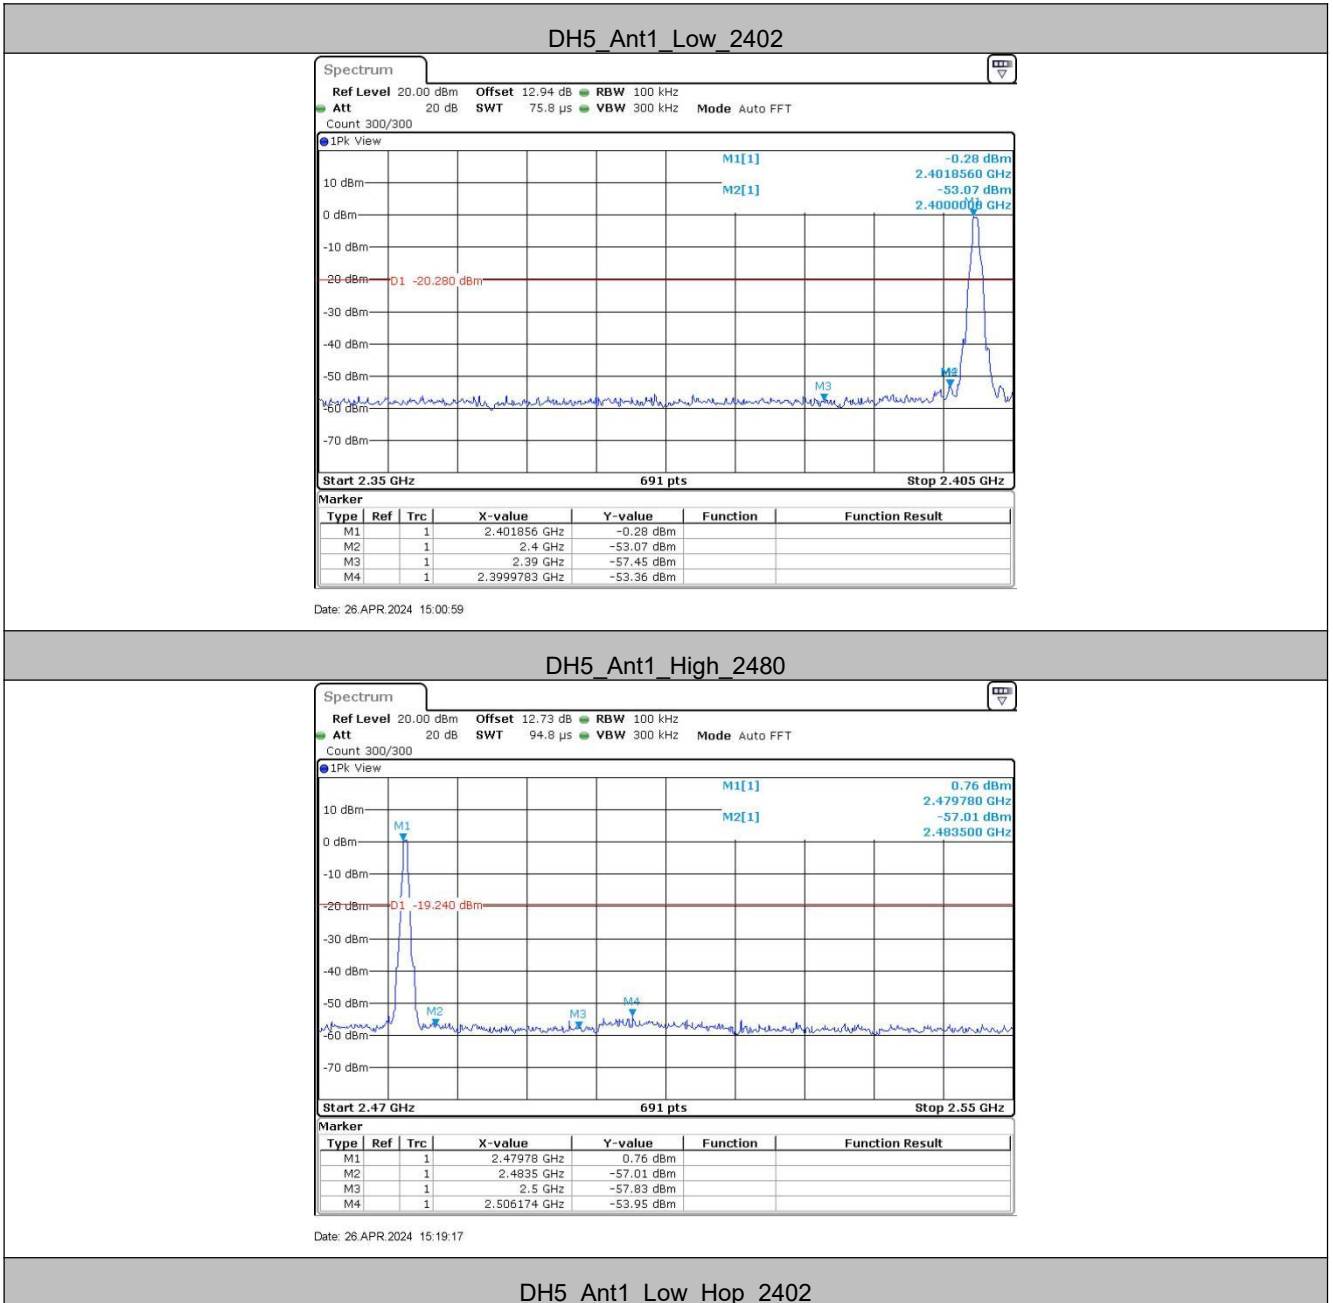 DH5_Ant1_Low_2402
Spectrum
Ref Level 20.00 dBm Offset 12.94 dB RBW 100 kHz
Att 20 dB SWT 75.8 µs VBW 300 kHz Mode Auto FFT
Count 300/300
1Pk View
M1[1] -0.28 dBm
2.4018560 GHz
10 dBm
M2[1] -53.07 dBm
2.4000000 GHz
M1
0 dBm
-10 dBm
-20 dBm
D1 -20.280 dBm
-30 dBm
-40 dBm
-50 dBm
M3
-60 dBm
-70 dBm
Start 2.35 GHz 691 pts Stop 2.405 GHz
Marker
Type Ref Trc X-value Y-value Function Function Result
M1 1 2.401856 GHz -0.28 dBm
M2 1 2.4 GHz -53.07 dBm
M3 1 2.39 GHz -57.45 dBm
M4 1 2.3999783 GHz -53.36 dBm
Date: 26.APR.2024 15:00:59
DH5_Ant1_High_2480
Spectrum
Ref Level 20.00 dBm Offset 12.73 dB RBW 100 kHz
Att 20 dB SWT 94.8 µs VBW 300 kHz Mode Auto FFT
Count 300/300
1Pk View
M1[1] 0.76 dBm
2.479780 GHz
10 dBm
M2[1] -57.01 dBm
2.483500 GHz
M1
0 dBm
-10 dBm
-20 dBm
D1 -19.240 dBm
-30 dBm
-40 dBm
-50 dBm
M2 M3 M4
-60 dBm
-70 dBm
Start 2.47 GHz 691 pts Stop 2.55 GHz
Marker
Type Ref Trc X-value Y-value Function Function Result
M1 1 2.47978 GHz 0.76 dBm
M2 1 2.4835 GHz -57.01 dBm
M3 1 2.5 GHz -57.83 dBm
M4 1 2.506174 GHz -53.95 dBm
Date: 26.APR.2024 15:19:17
DH5_Ant1_Low_Hop_2402